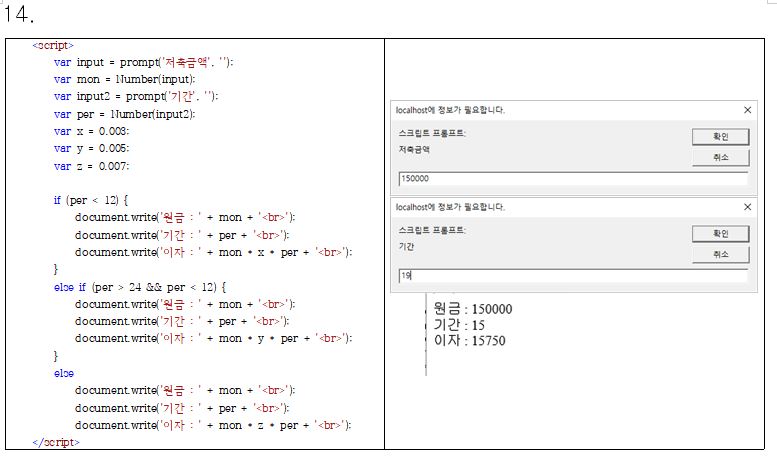 14.
<script>
var input = prompt('저축금액', '');
var mon = Number(input);
var input2 = prompt('기간', '');
var per = Number(input2);
var x = 0.003;
var y = 0.005;
var z = 0.007;
if (per < 12) {
document.write('원금 : ' + mon + '<br>');
document.write('기간 : ' + per + '<br>');
document.write('이자 : ' + mon * x * per + '<br>');
}
else if (per > 24 && per < 12) {
document.write('원금 : ' + mon + '<br>');
document.write('기간 : ' + per + '<br>');
document.write('이자 : ' + mon * y * per + '<br>');
}
else
document.write('원금 : ' + mon + '<br>');
document.write('기간 : ' + per + '<br>');
document.write('이자 : ' + mon * z * per + '<br>');
</script>
localhost에 정보가 필요합니다.
스크립트 프롬프트:
확인
저축금액
취소
150000
localhost에 정보가 필요합니다.
스크립트 프롬프트:
확인
기간
취소
19
원금 : 150000
기간 : 15
이자 : 15750